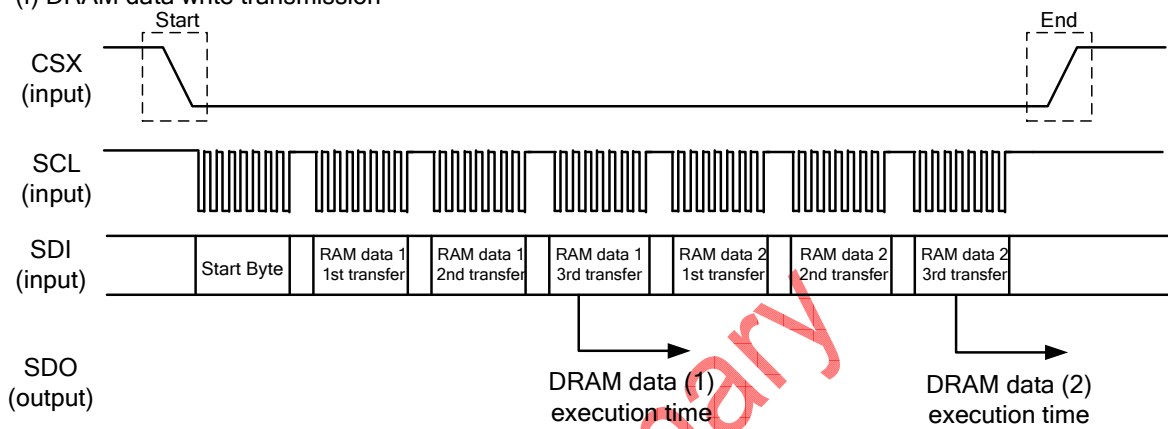 DRAM data write transmission
Start
End
CSX
(input)
SCL
(input)
SDI
(input)
Start Byte
RAM data 1
1st transfer
RAM data 1
2nd transfer
RAM data 1
3rd transfer
RAM data 2
1st transfer
RAM data 2
2nd transfer
RAM data 2
3rd transfer
SDO
(output)
DRAM data (1)
execution time
DRAM data (2)
execution time
nary